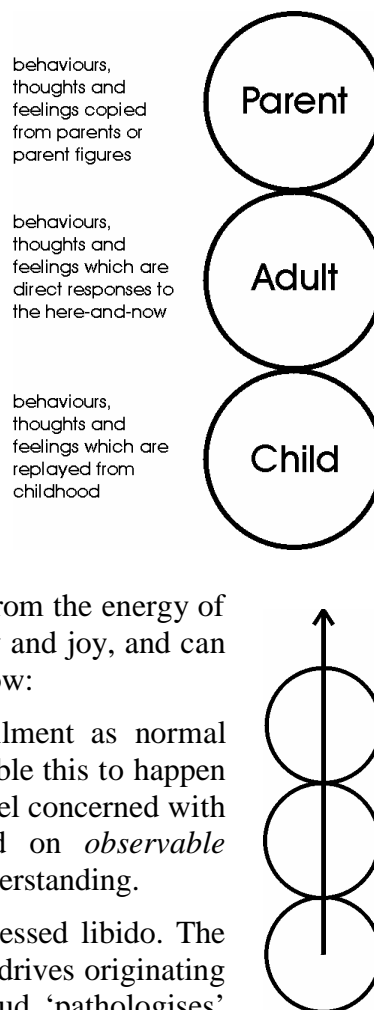 behaviours,
thoughts and
feelings copied
from parents or
parent figures
Parent
behaviours,
thoughts and
feelings which are
direct responses to
the here-and-now
Adult
behaviours,
thoughts and
feelings which are
replayed from
childhood
Child
from the energy of
and joy, and can
ow:
ilment as normal
ble this to happen
el concerned with
d on observable
erstanding.
essed libido. The
drives originating
ud 'pathologises'